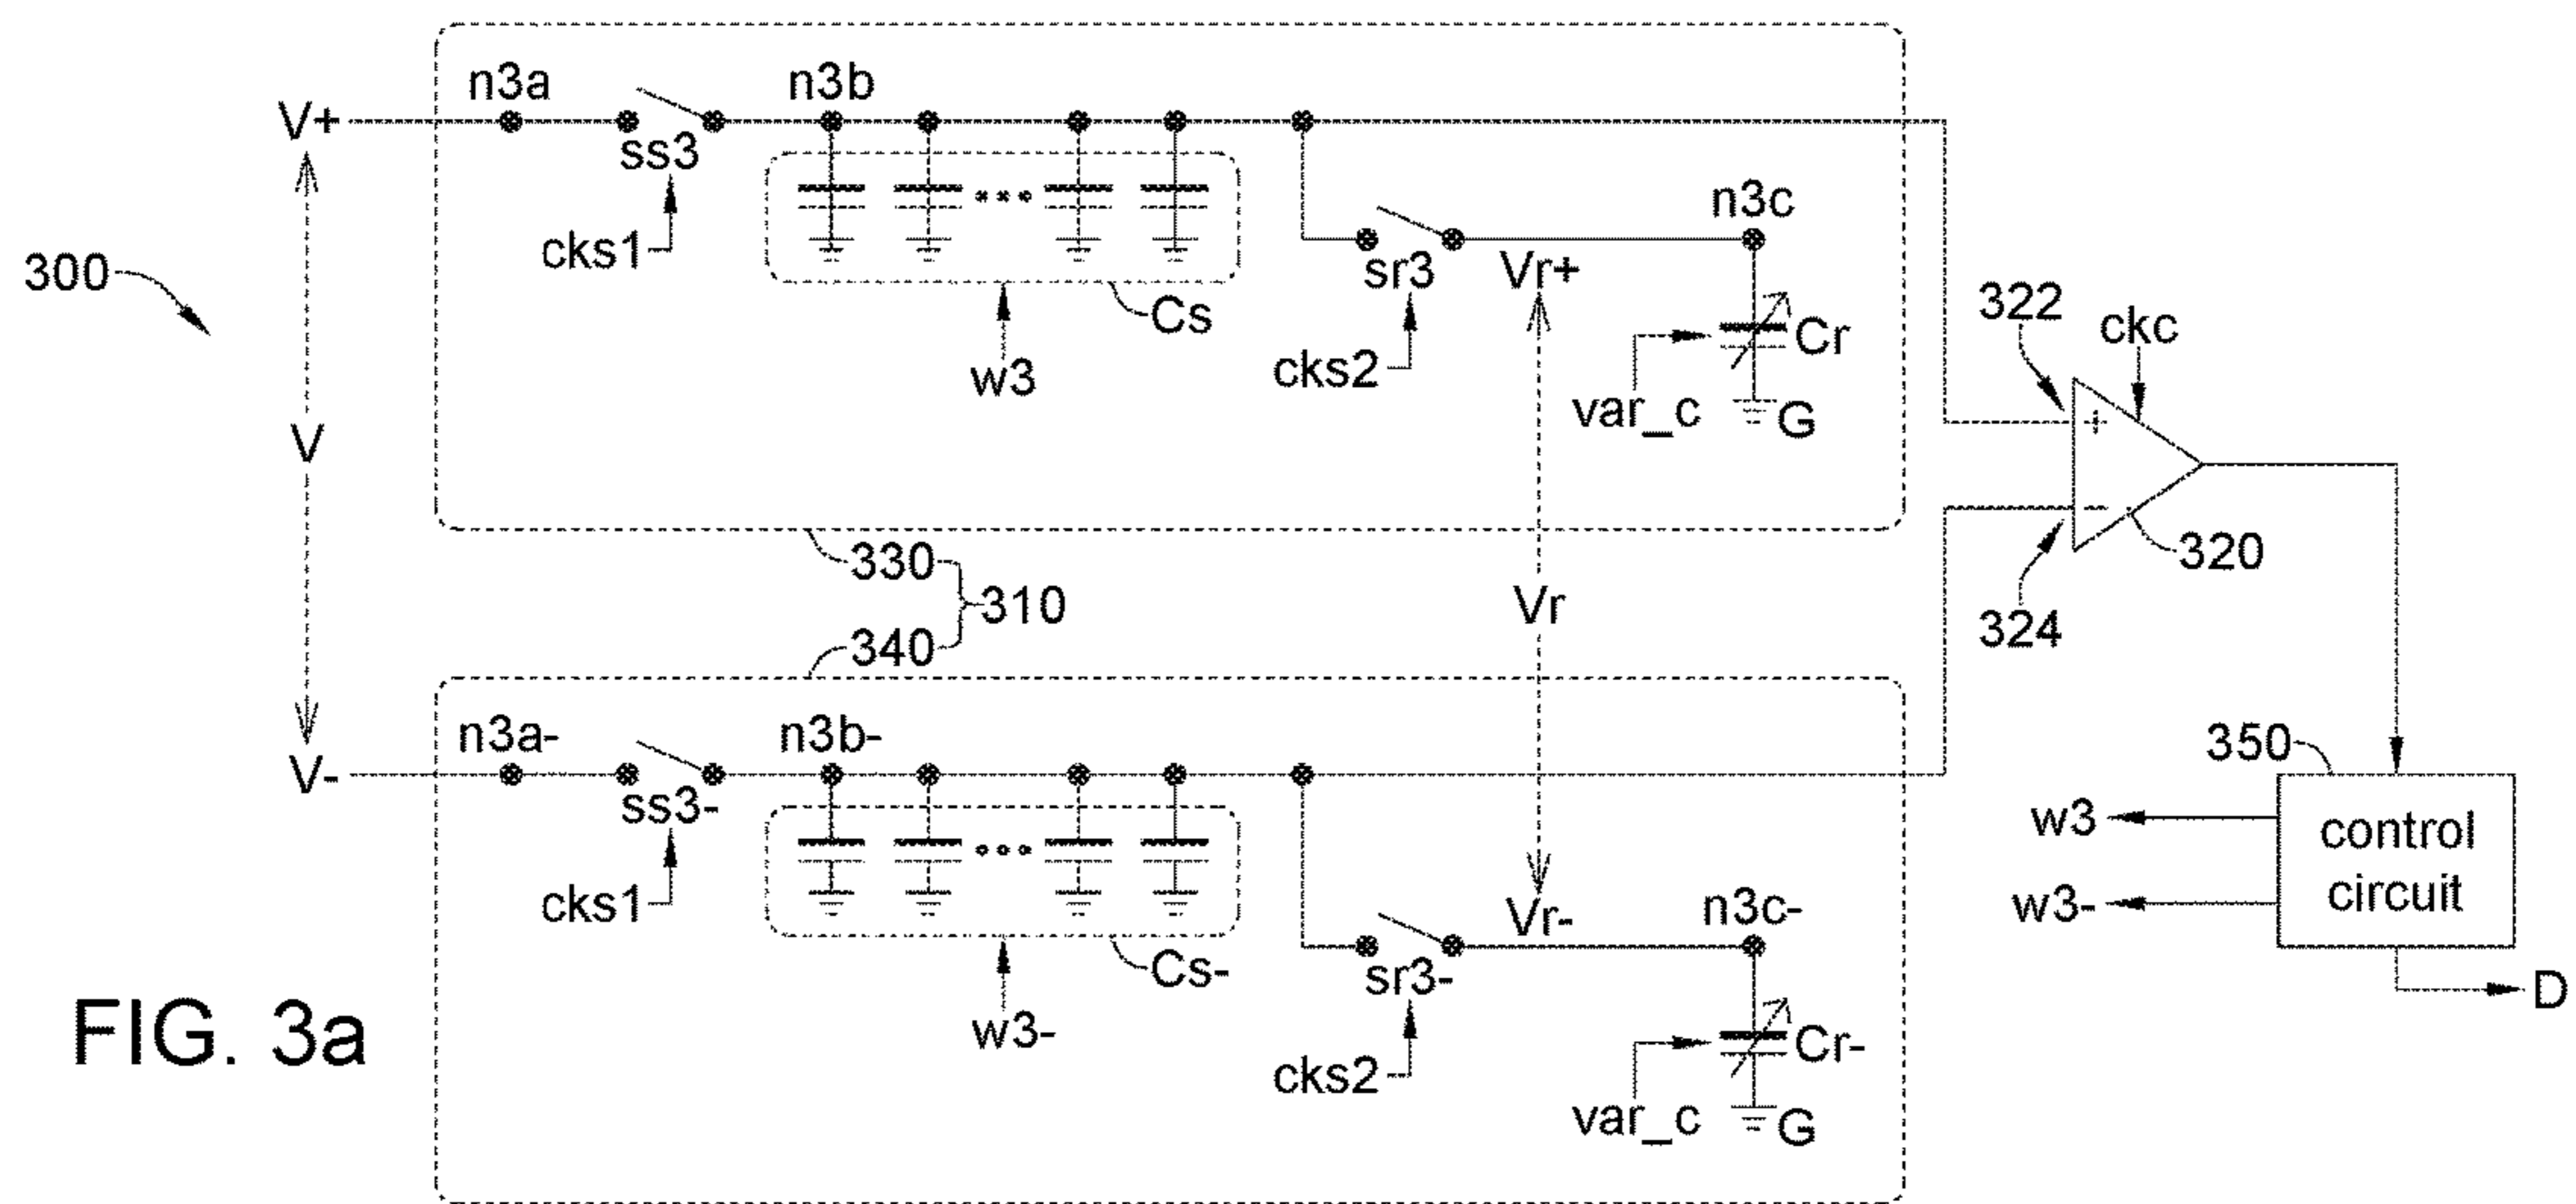 n3a
n3b
V+
ss3
n3c
cks1
sr3
Vr+
300
Cs
322
ckc
w3
cks2
Cr
var_c
G
V
+
-
330
320
310
Vr
340
324
n3a-
n3b-
350
V-
ss3-
w3
control
circuit
cks1
n3c-
w3-
Vr-
Cs-
sr3-
D
FIG. 3a
w3-
cks2
Cr-
var_c
G